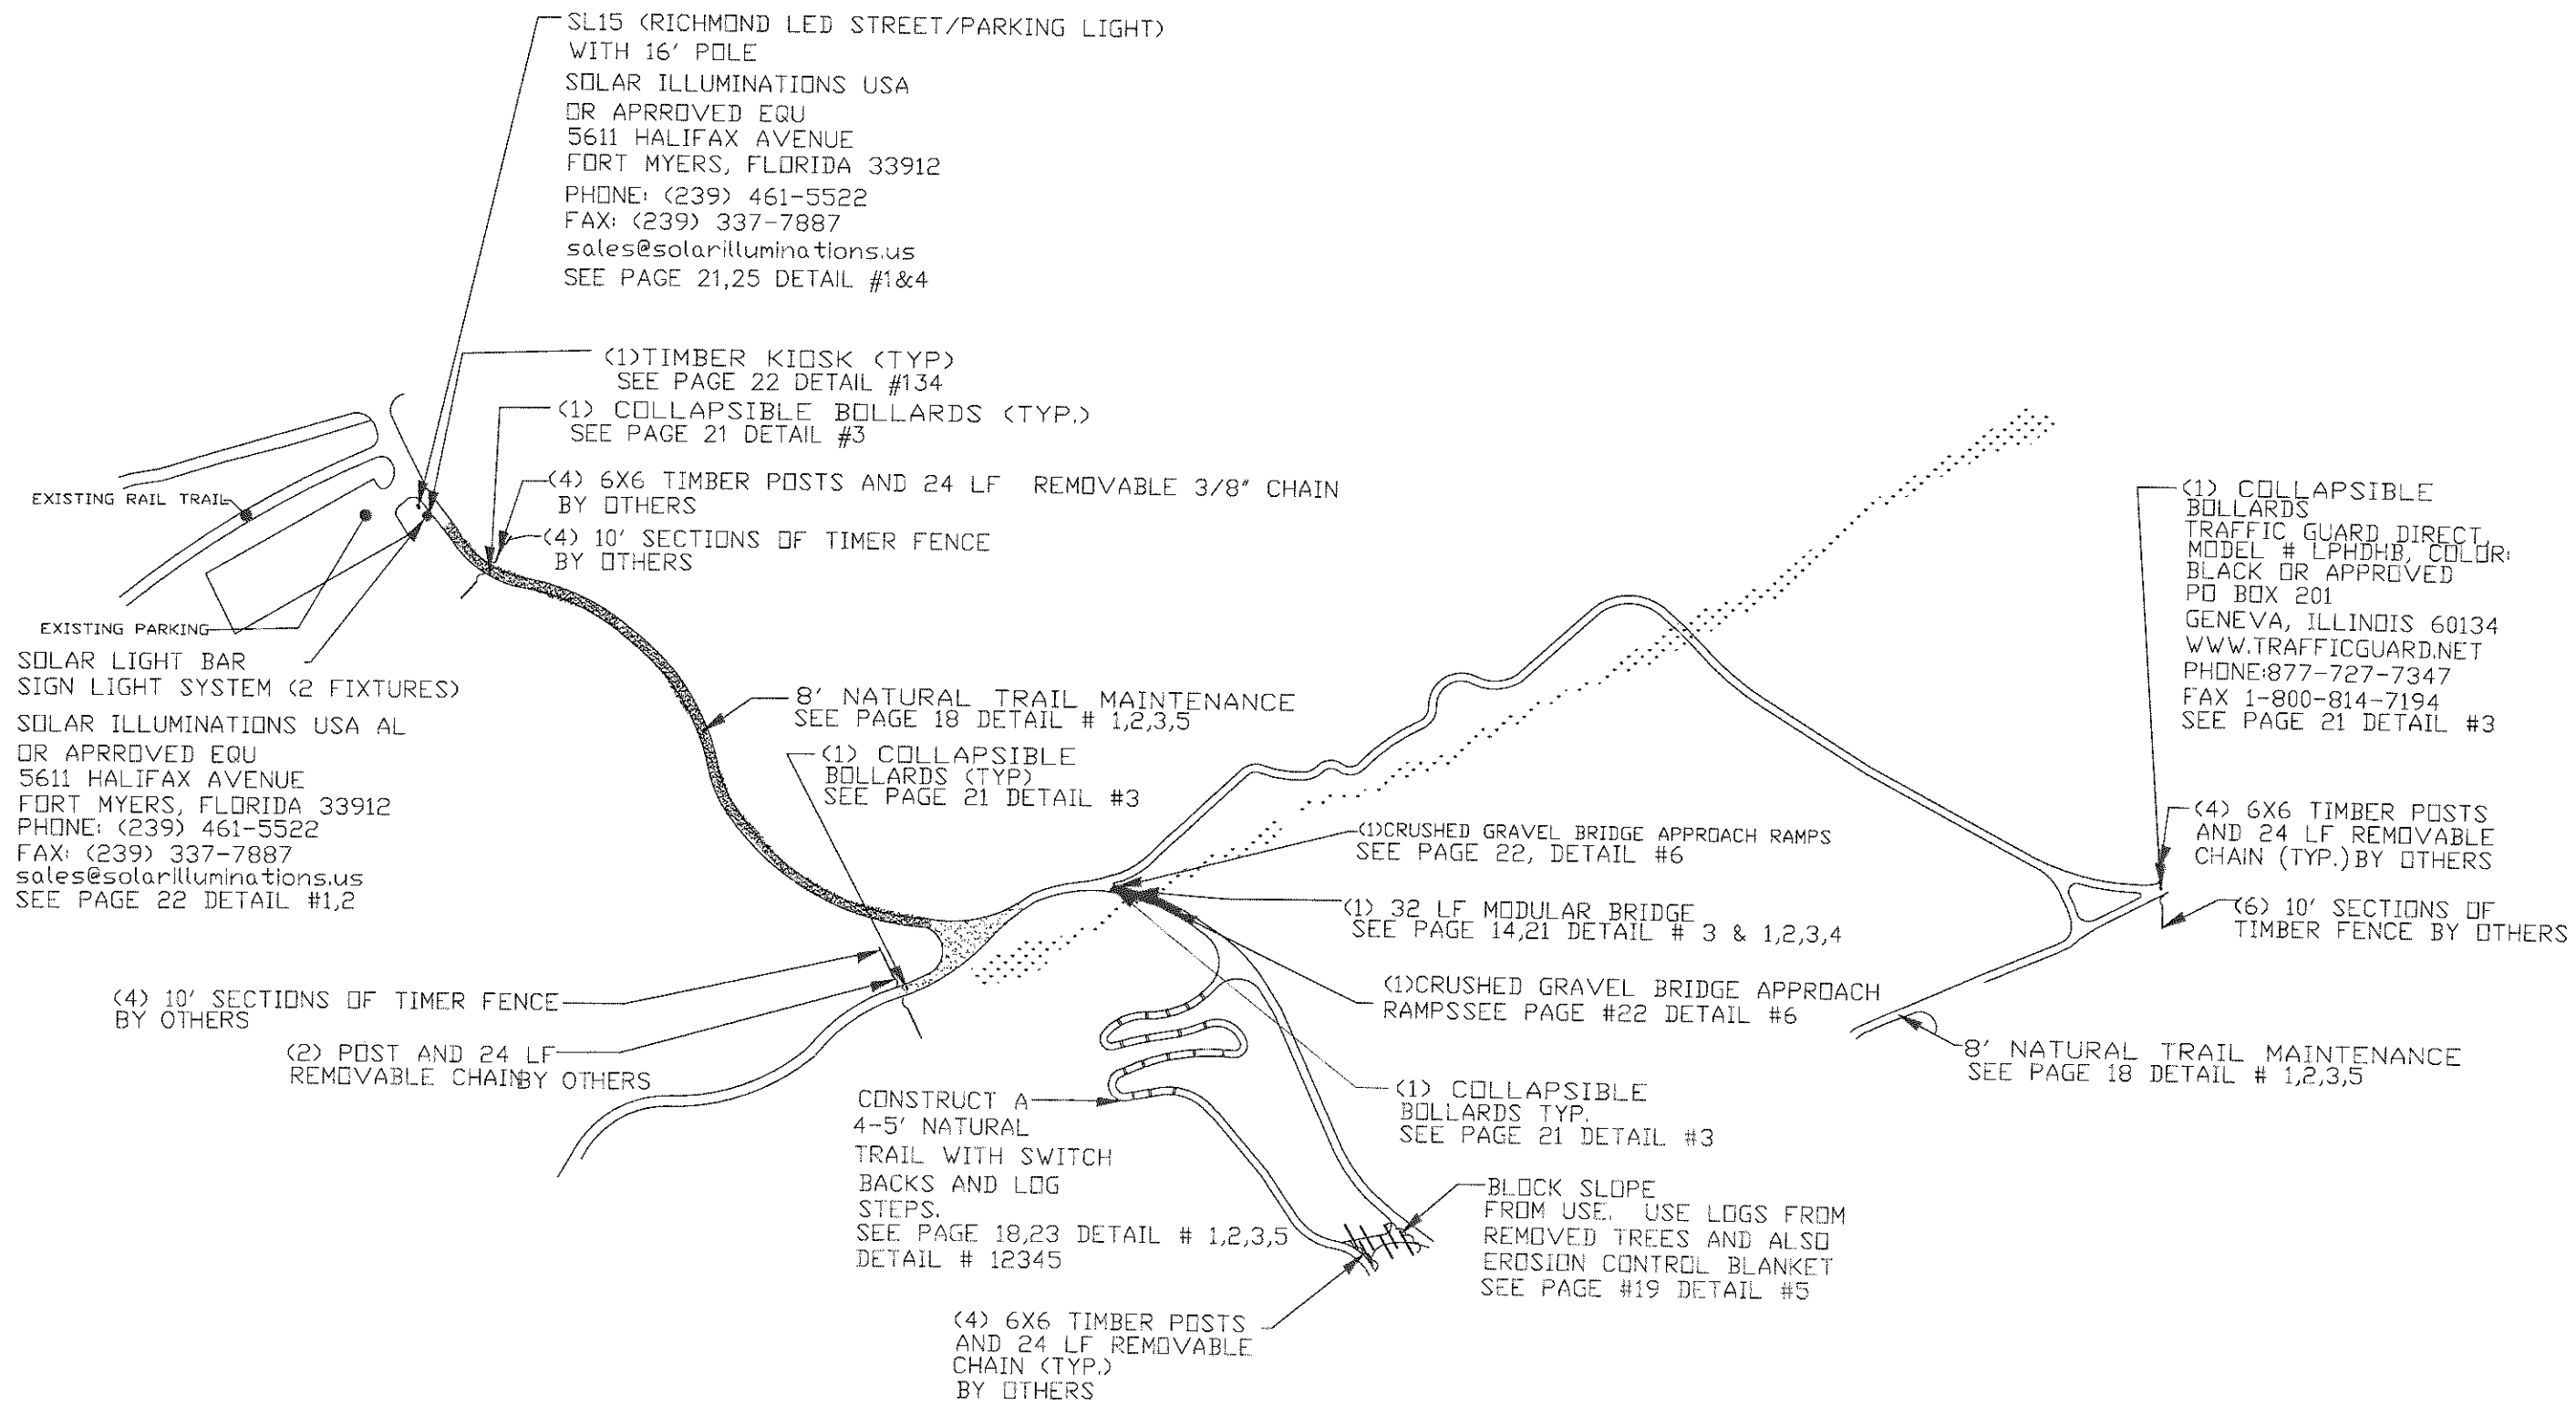 SL15 (RICHMOND LED STREET/PARKING LIGHT)
WITH 16' POLE
SOLAR ILLUMINATIONS USA
OR APRROVED EQU
5611 HALIFAX AVENUE
FORT MYERS, FLORIDA 33912
PHONE: (239) 461-5522
FAX: (239) 337-7887
sales@solarilluminations.us
SEE PAGE 21,25 DETAIL #1&4
(1)TIMBER KIOSK (TYP)
SEE PAGE 22 DETAIL #134
(1) COLLAPSIBLE BOLLARDS (TYP.)
SEE PAGE 21 DETAIL #3
(4) 6X6 TIMBER POSTS AND 24 LF REMOVABLE 3/8" CHAIN
BY OTHERS
(4) 10' SECTIONS OF TIMER FENCE
BY OTHERS
EXISTING RAIL TRAIL
EXISTING PARKING
SOLAR LIGHT BAR
SIGN LIGHT SYSTEM (2 FIXTURES)
SOLAR ILLUMINATIONS USA AL
OR APRROVED EQU
5611 HALIFAX AVENUE
FORT MYERS, FLORIDA 33912
PHONE: (239) 461-5522
FAX: (239) 337-7887
sales@solarilluminations.us
SEE PAGE 22 DETAIL #1,2
8' NATURAL TRAIL MAINTENANCE
SEE PAGE 18 DETAIL # 1,2,3,5
(1) COLLAPSIBLE
BOLLARDS (TYP)
SEE PAGE 21 DETAIL #3
(1)CRUSHED GRAVEL BRIDGE APPROACH RAMPS
SEE PAGE 22, DETAIL #6
(1) 32 LF MODULAR BRIDGE
SEE PAGE 14,21 DETAIL # 3 & 1,2,3,4
(1)CRUSHED GRAVEL BRIDGE APPROACH
RAMPSSEE PAGE #22 DETAIL #6
(1) COLLAPSIBLE
BOLLARDS TYP.
SEE PAGE 21 DETAIL #3
(1) COLLAPSIBLE
BOLLARDS
TRAFFIC GUARD DIRECT,
MODEL # LPHDHB, COLOR:
BLACK OR APPROVED
PO BOX 201
GENEVA, ILLINOIS 60134
WWW.TRAFFICGUARD.NET
PHONE:877-727-7347
FAX 1-800-814-7194
SEE PAGE 21 DETAIL #3
(4) 6X6 TIMBER POSTS
AND 24 LF REMOVABLE
CHAIN (TYP.)BY OTHERS
(6) 10' SECTIONS OF
TIMBER FENCE BY OTHERS
8' NATURAL TRAIL MAINTENANCE
SEE PAGE 18 DETAIL # 1,2,3,5
(4) 10' SECTIONS OF TIMER FENCE
BY OTHERS
(2) POST AND 24 LF
REMOVABLE CHAINBY OTHERS
CONSTRUCT A
4-5' NATURAL
TRAIL WITH SWITCH
BACKS AND LOG
STEPS.
SEE PAGE 18,23 DETAIL # 1,2,3,5
DETAIL # 12345
BLOCK SLOPE
FROM USE. USE LOGS FROM
REMOVED TREES AND ALSO
EROSION CONTROL BLANKET
SEE PAGE #19 DETAIL #5
(4) 6X6 TIMBER POSTS
AND 24 LF REMOVABLE
CHAIN (TYP.)
BY OTHERS